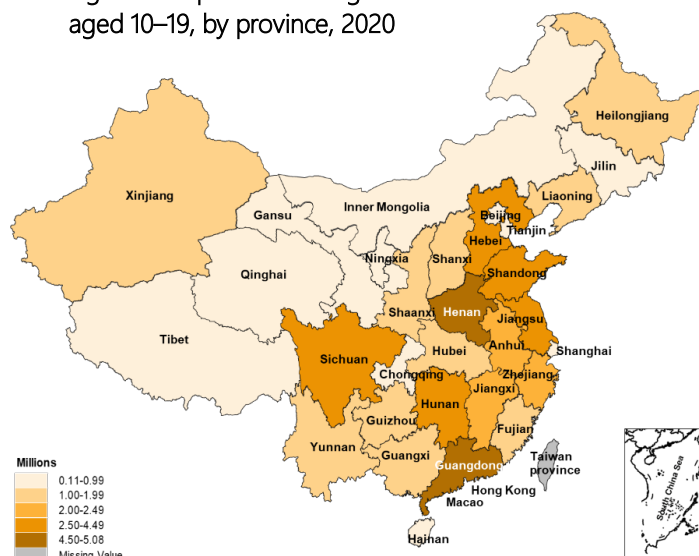 aged 10–19, by province, 2020
Heilongjiang
Jilin
Xinjiang
Liaoning
Inner Mongolia
Gansu
Beijing
Tianjin
Hebei
Ningxia
Shanxi
Qinghai
Shandong
Shaanxi
Henan
Jiangsu
Tibet
Anhui
Hubei
Shanghai
Sichuan
Chongqing
Zhejiang
Jiangxi
Hunan
Guizhou
Fujian
Yunnan
Guangxi
Taiwan
province
Guangdong
Hong Kong
Macao
Hainan
South China Sea
Millions
0.11-0.99
1.00-1.99
2.00-2.49
2.50-4.49
4.50-5.08
Missing Value